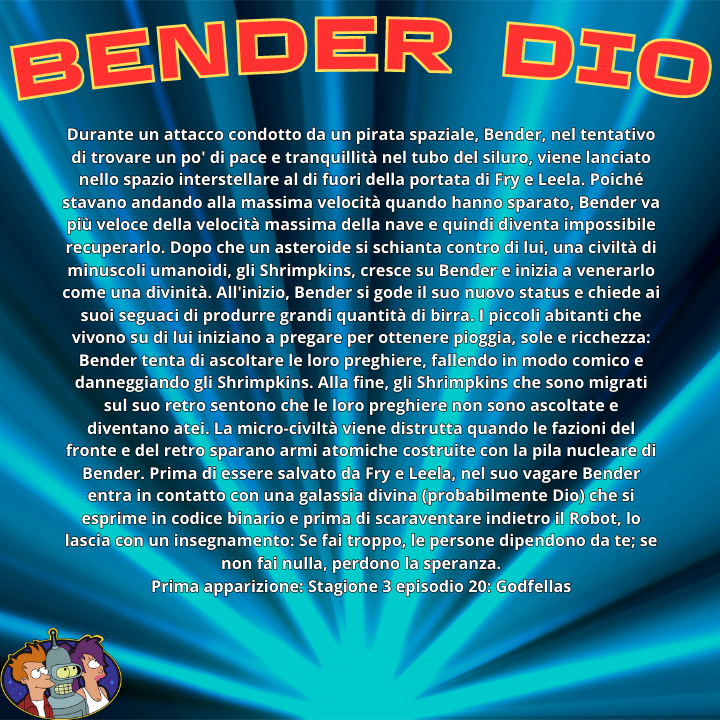 BENDER DIO
Durante un attacco condotto da un pirata spaziale, Bender, nel tentativo
di trovare un po' di pace e tranquillità nel tubo del siluro, viene lanciato
nello spazio interstellare al di fuori della portata di Fry e Leela. Poiché
stavano andando alla massima velocità quando hanno sparato, Bender va
più veloce della velocità massima della nave e quindi diventa impossibile
recuperarlo. Dopo che un asteroide si schianta contro di lui, una civiltà di
minuscoli umanoidi, gli Shrimpkins, cresce su Bender e inizia a venerarlo
come una divinità. All'inizio, Bender si gode il suo nuovo status e chiede ai
suoi seguaci di produrre grandi quantità di birra. I piccoli abitanti che
vivono su di lui iniziano a pregare per ottenere pioggia, sole e ricchezza:
Bender tenta di ascoltare le loro preghiere, fallendo in modo comico e
danneggiando gli Shrimpkins. Alla fine, gli Shrimpkins che sono migrati
sul suo retro sentono che le loro preghiere non sono ascoltate e
diventano atei. La micro-civiltà viene distrutta quando le fazioni del
fronte e del retro sparano armi atomiche costruite con la pila nucleare di
Bender. Prima di essere salvato da Fry e Leela, nel suo vagare Bender
entra in contatto con una galassia divina (probabilmente Dio) che si
esprime in codice binario e prima di scaraventare indietro il Robot, lo
lascia con un insegnamento: Se fai troppo, le persone dipendono da te; se
non fai nulla, perdono la speranza.
Prima apparizione: Stagione 3 episodio 20: Godfellas